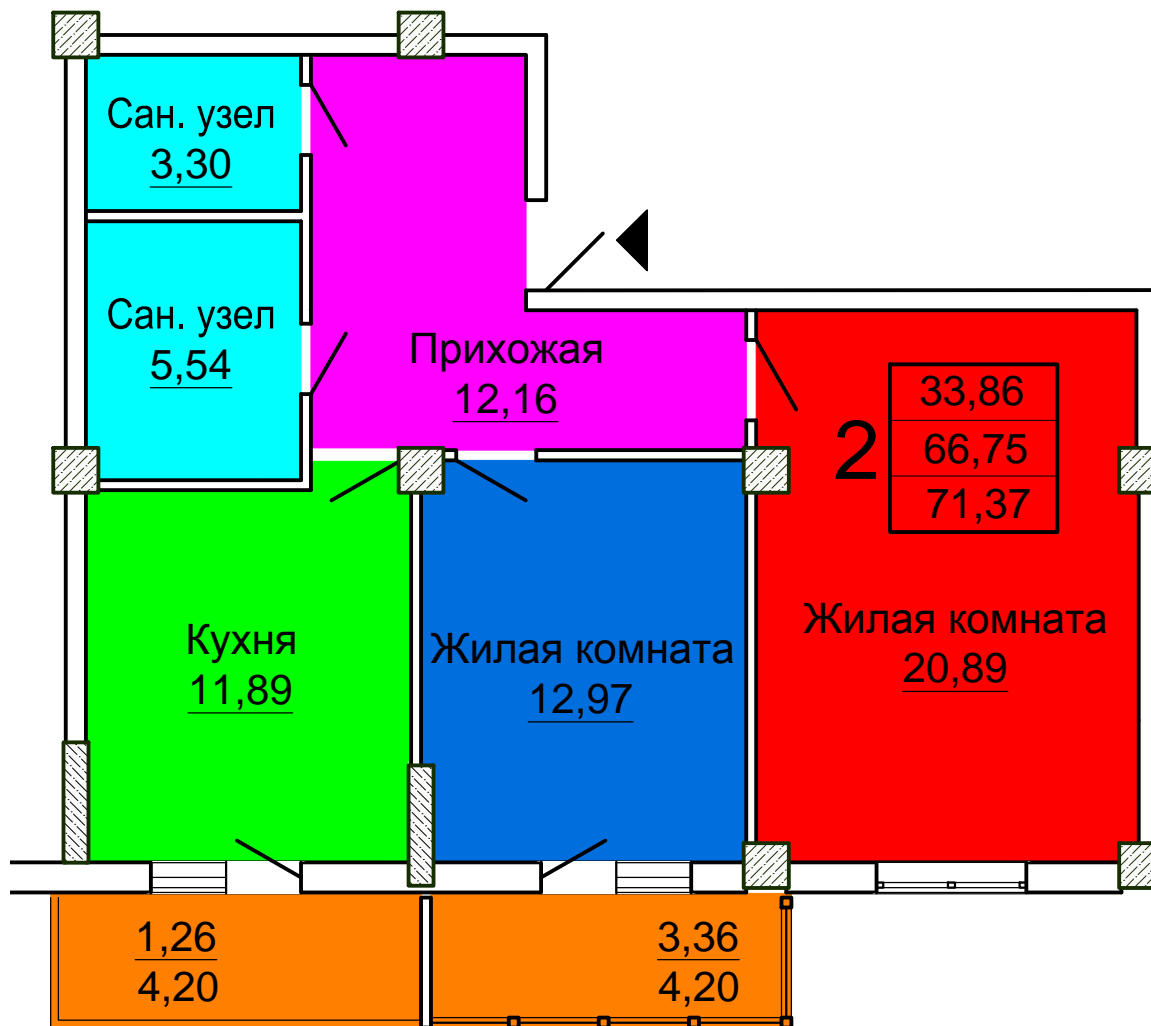 Сан. узел
3,30
Сан. узел
5,54
Прихожая
12,16
2
33,86
66,75
71,37
Кухня
11,89
Жилая комната
12,97
Жилая комната
20,89
1,26
4,20
3,36
4,20